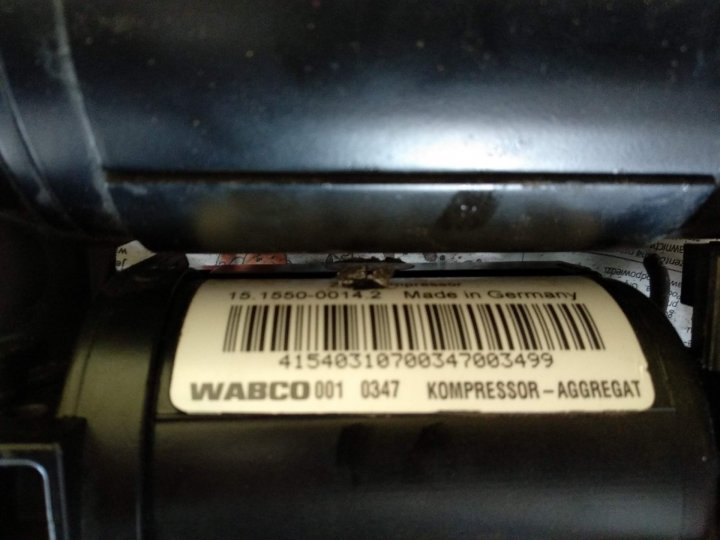 15.1550-0014.2 Made in Germany
41540310700347003499
WABCO 001 0347 KOMPRESSOR-AGGREGAT